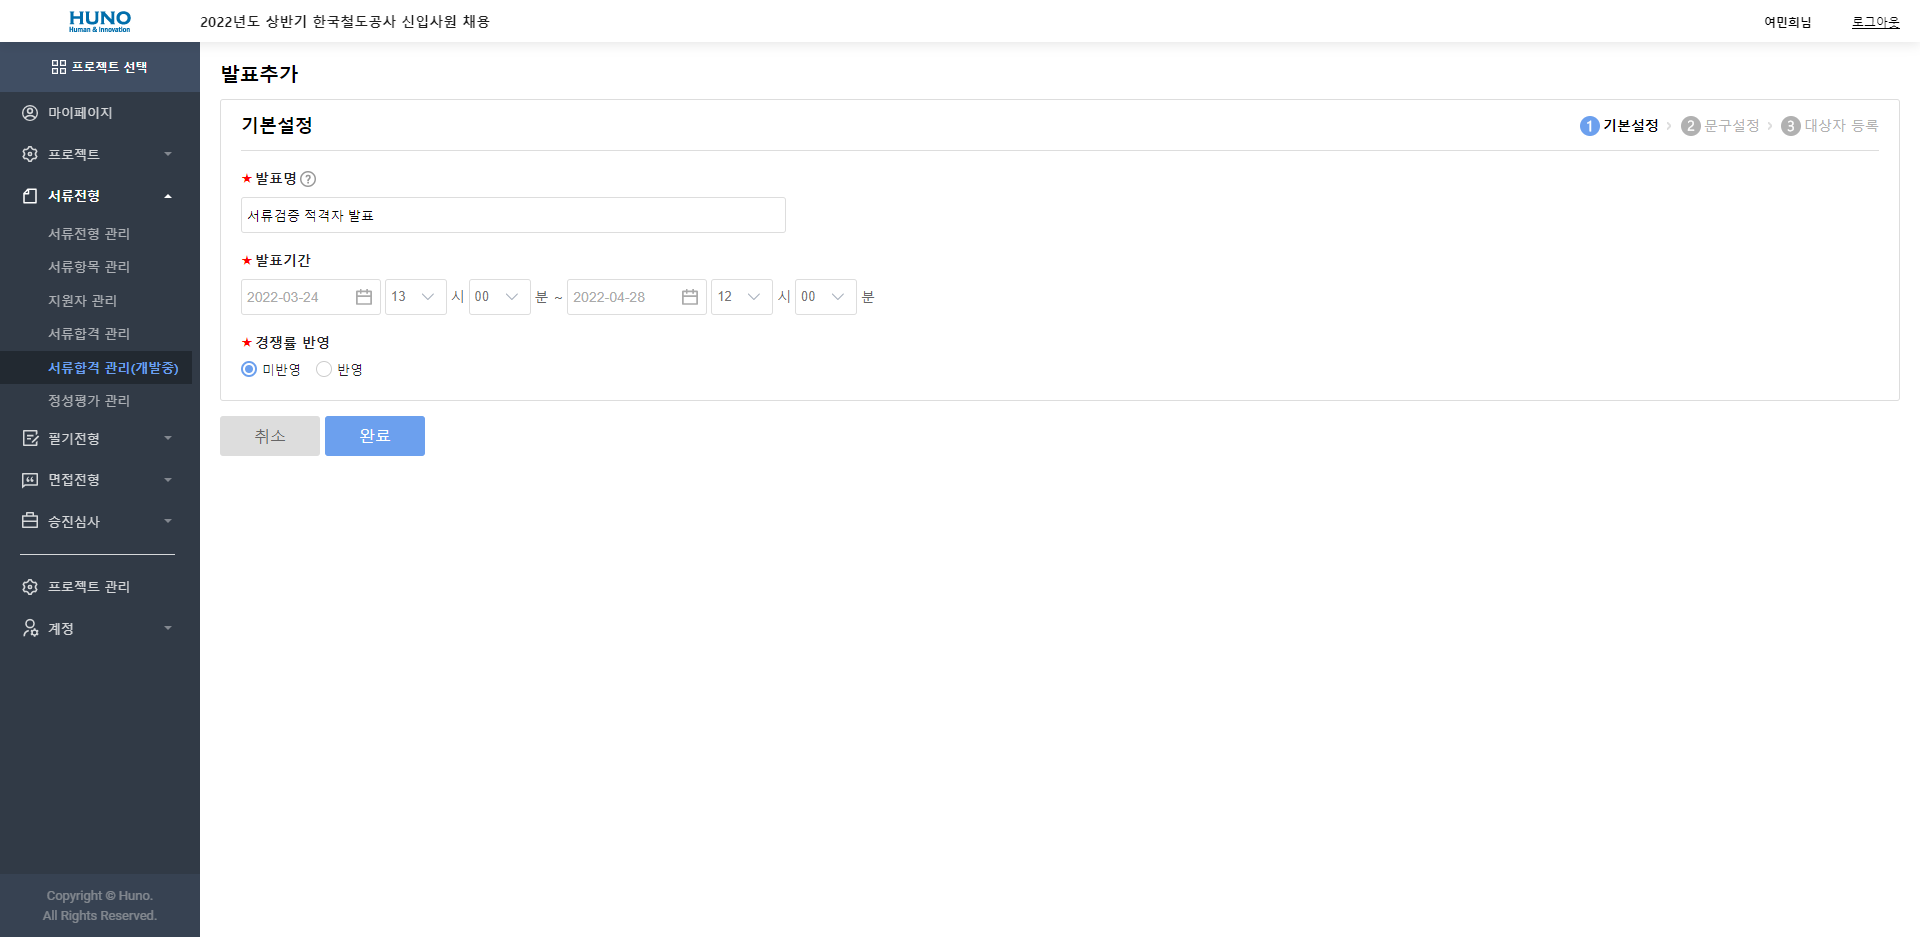 HUNO
Human & Innovation
2022년도 상반기 한국철도공사 신입사원 채용
여민희님
로그아웃
프로젝트 선택
마이페이지
프로젝트
서류전형
서류전형 관리
서류항목 관리
지원자 관리
서류합격 관리
서류합격 관리(개발중)
정성평가 관리
필기전형
면접전형
승진심사
프로젝트 관리
계정
Copyright © Huno.
All Rights Reserved.
발표추가
기본설정
1 기본설정 › 2 문구설정 › 3 대상자 등록
★ 발표명 ?
서류검증 적격자 발표
★ 발표기간
2022-03-24 13 시 00 분 ~ 2022-04-28 12 시 00 분
★ 경쟁률 반영
미반영 반영
취소 완료